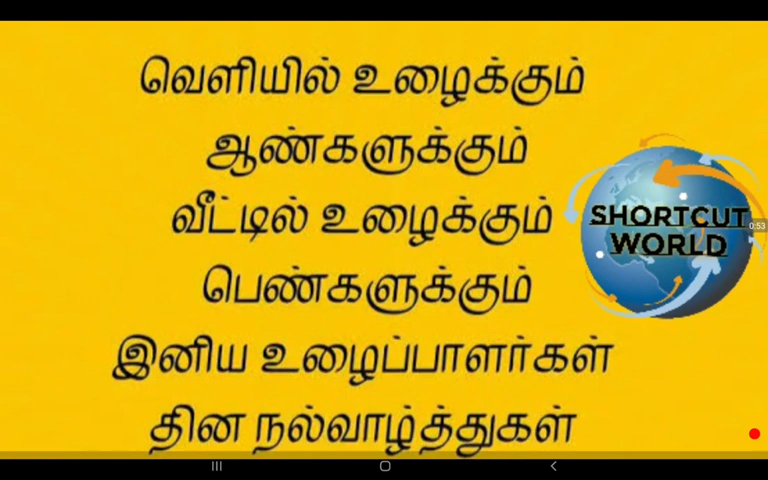 வெளியில் உழைக்கும்
ஆண்களுக்கும்
வீட்டில் உழைக்கும்
பெண்களுக்கும்
இனிய உழைப்பாளர்கள்
தின நல்வாழ்த்துகள்
SHORTCUT
WORLD
0:53